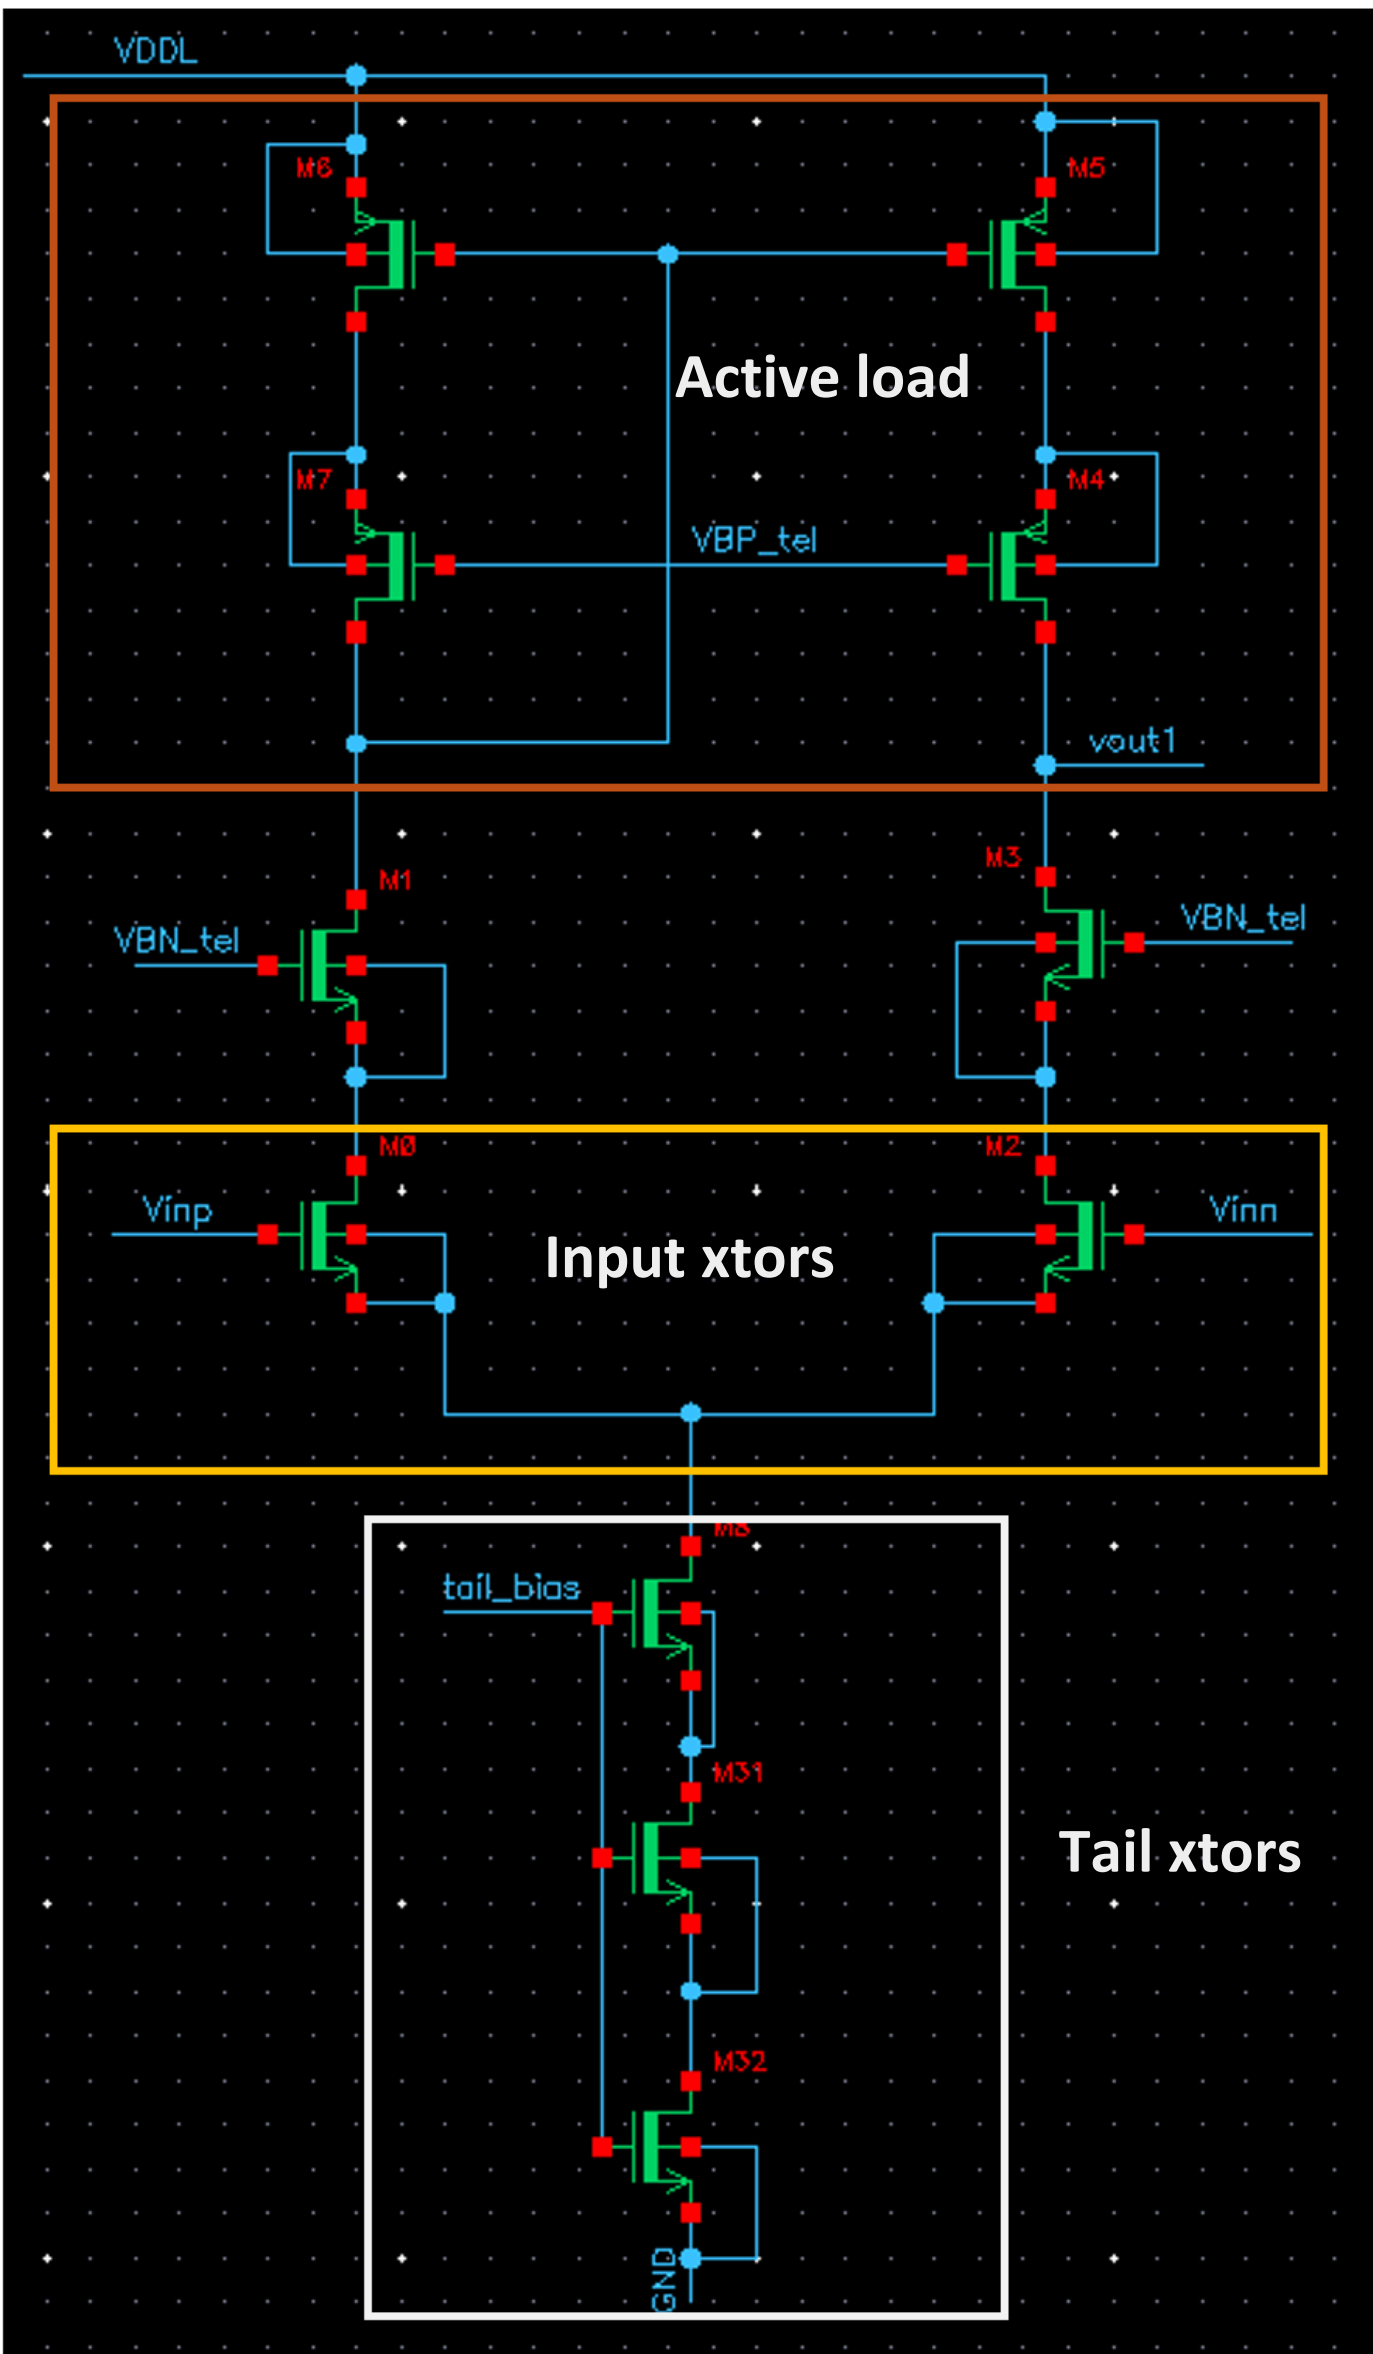 VDDL
M6
M5
Active load
M7
M4
VBP_tel
vout1
M3
M1
VBN_tel
VBN_tel
M0
M2
Vinp
Vinn
Input xtors
M8
tail_bias
M31
Tail xtors
M32
GND